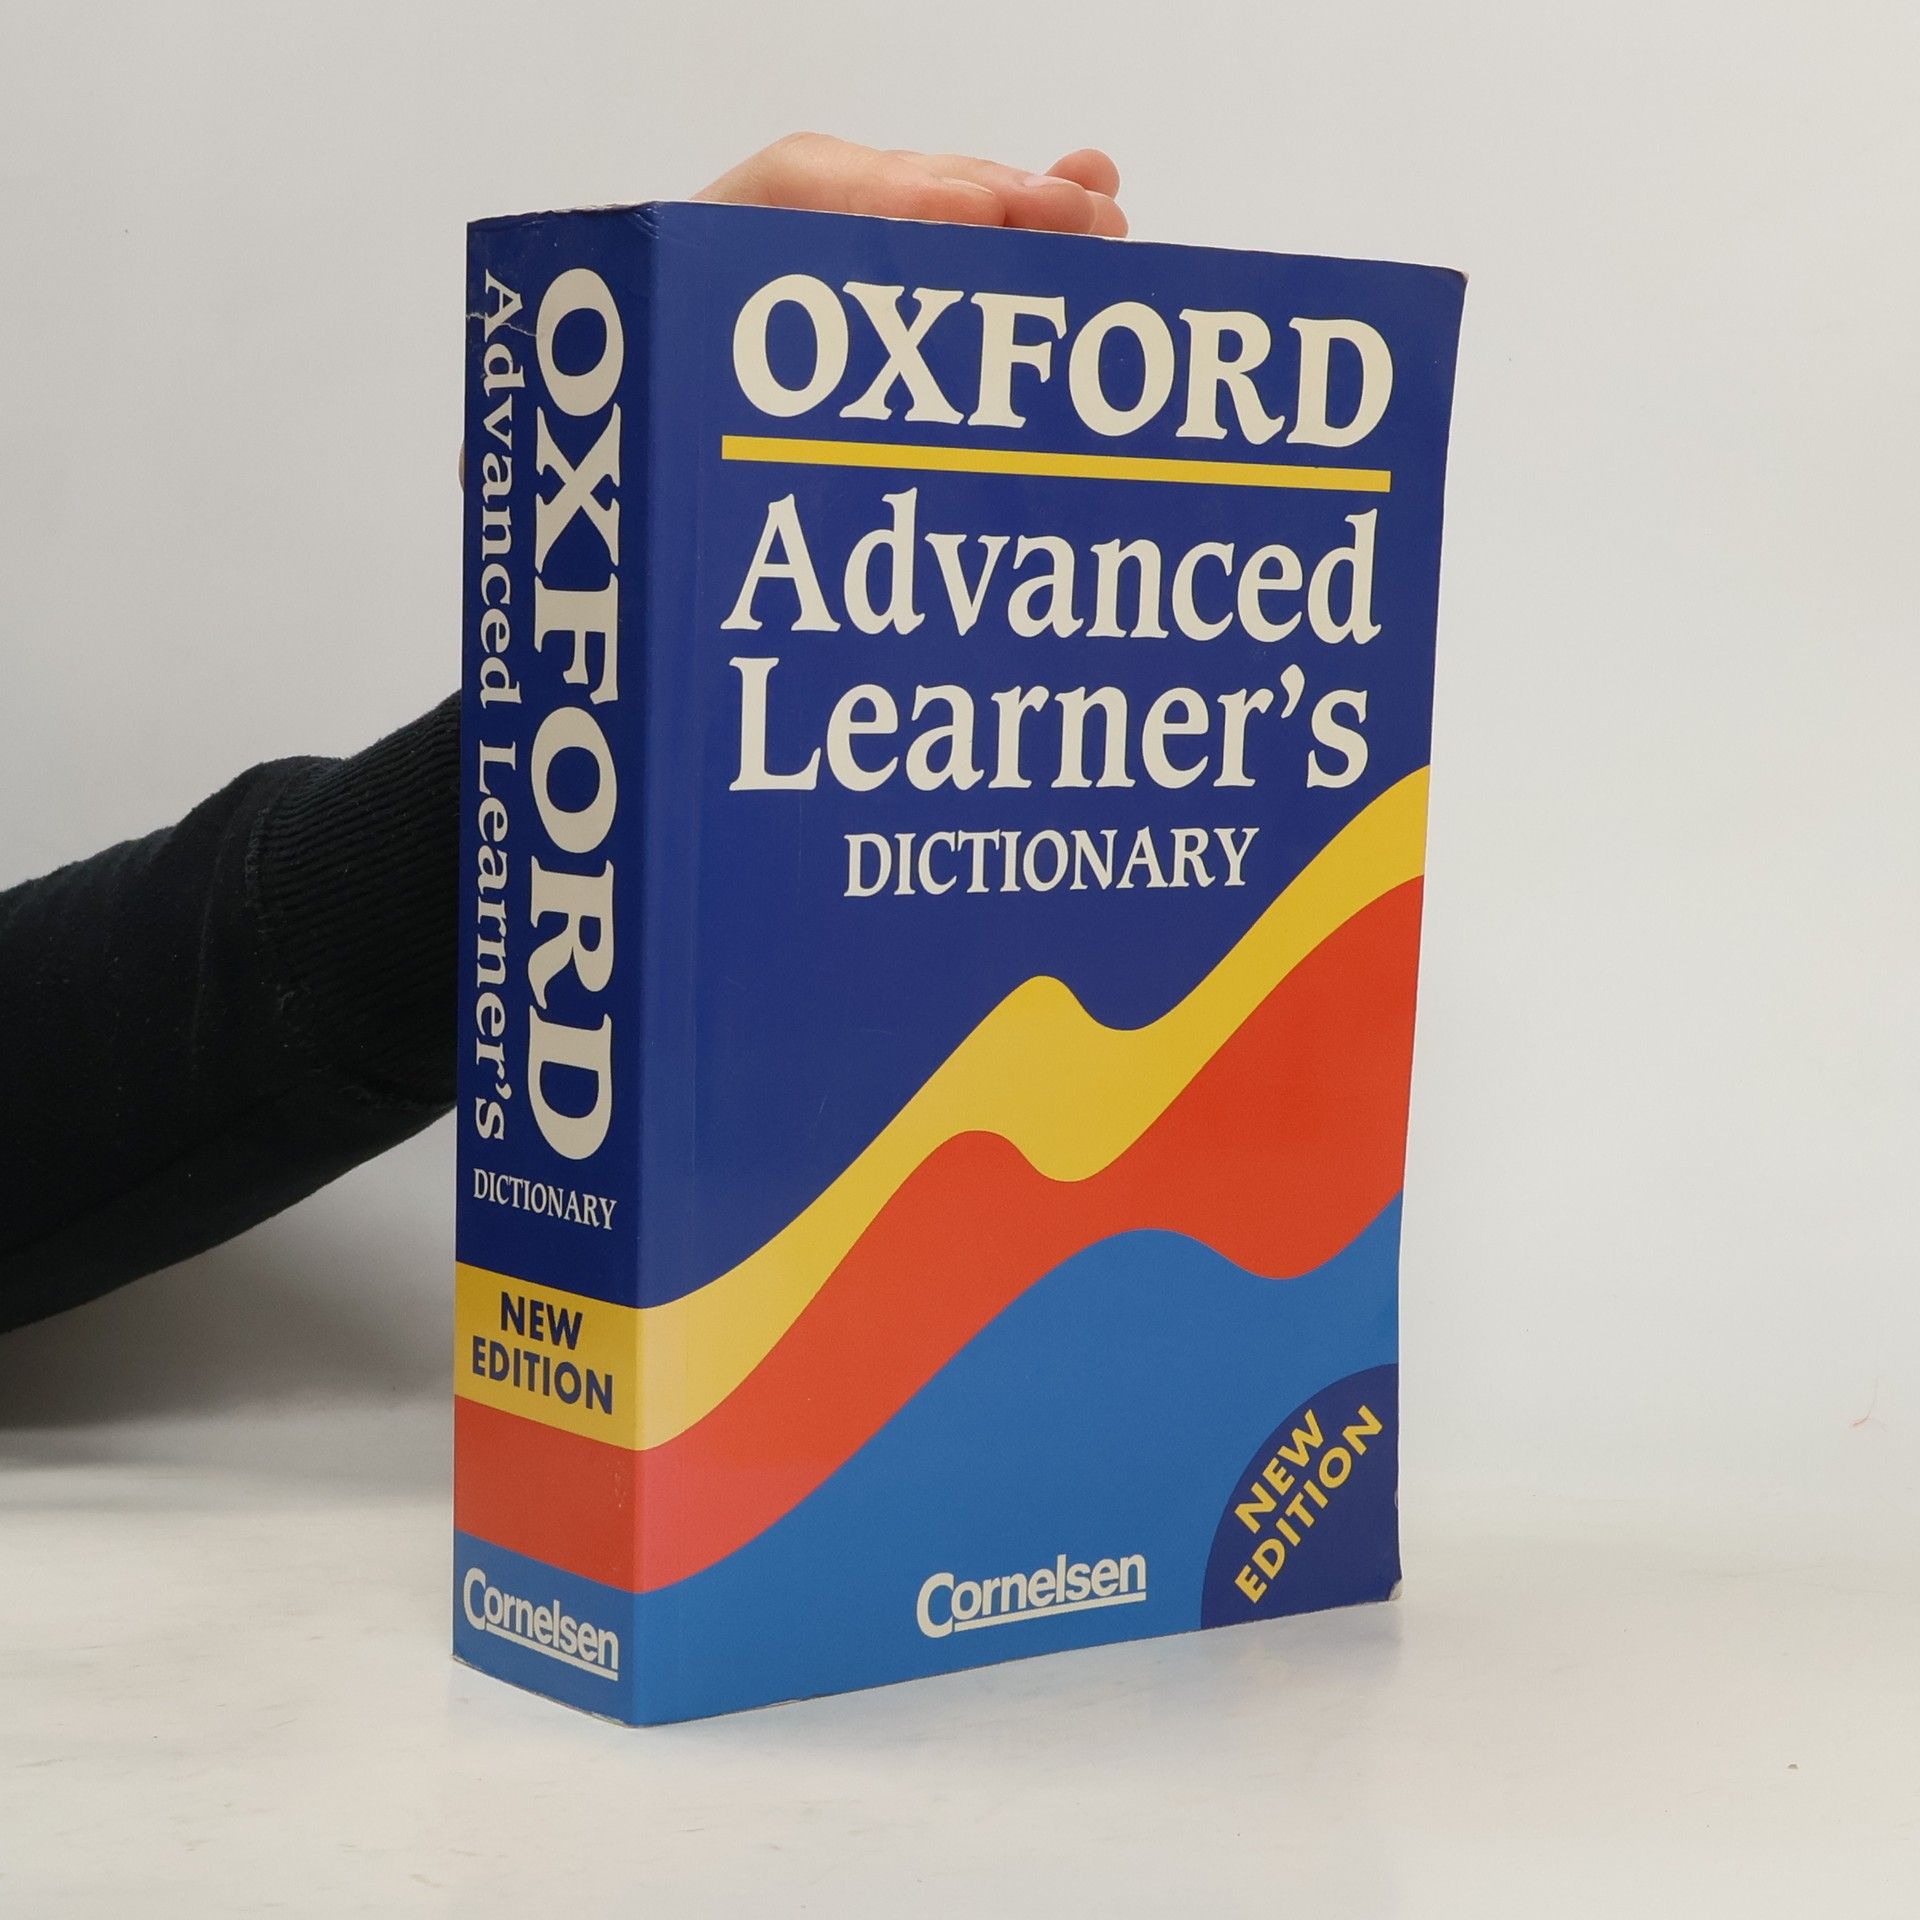 OXFORD
Advanced Learner's
DICTIONARY
NEW
EDITION
Cornelsen
OXFORD
Advanced
Learner's
DICTIONARY
NEW
EDITION
Cornelsen